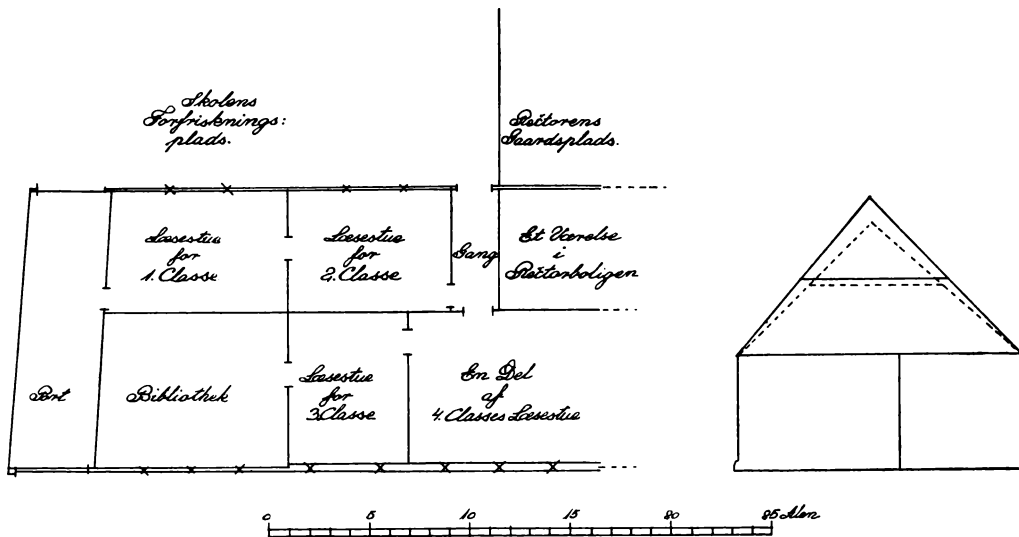 Skolens
Forfrisknings:
plads.
Rectorens
Gaardsplads.
Læsestue
for
1. Classe
Læsestue
for
2. Classe
Gang
Et Værelse
i
Rectorboligen
Port
Bibliothek
Læsestue
for
3. Classe
En Del
af
4. Classes Læsestue
0 5 10 15 20 25 Alen